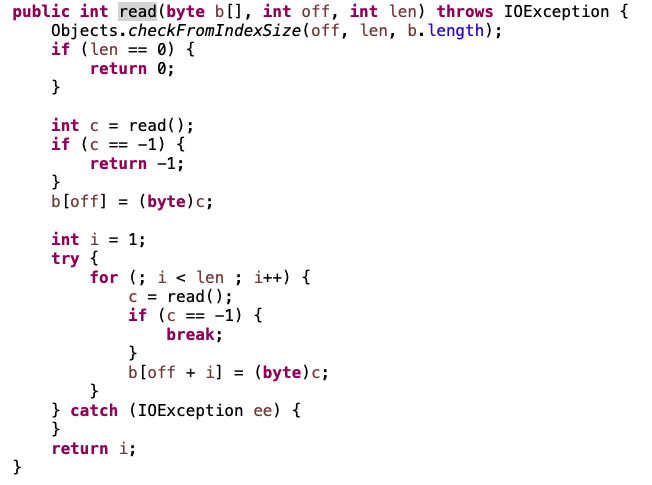 public int read(byte b[], int off, int len) throws IOException {
    Objects.checkFromIndexSize(off, len, b.length);
    if (len == 0) {
        return 0;
    }

    int c = read();
    if (c == -1) {
        return -1;
    }
    b[off] = (byte)c;

    int i = 1;
    try {
        for (; i < len ; i++) {
            c = read();
            if (c == -1) {
                break;
            }
            b[off + i] = (byte)c;
        }
    } catch (IOException ee) {
    }
    return i;
}